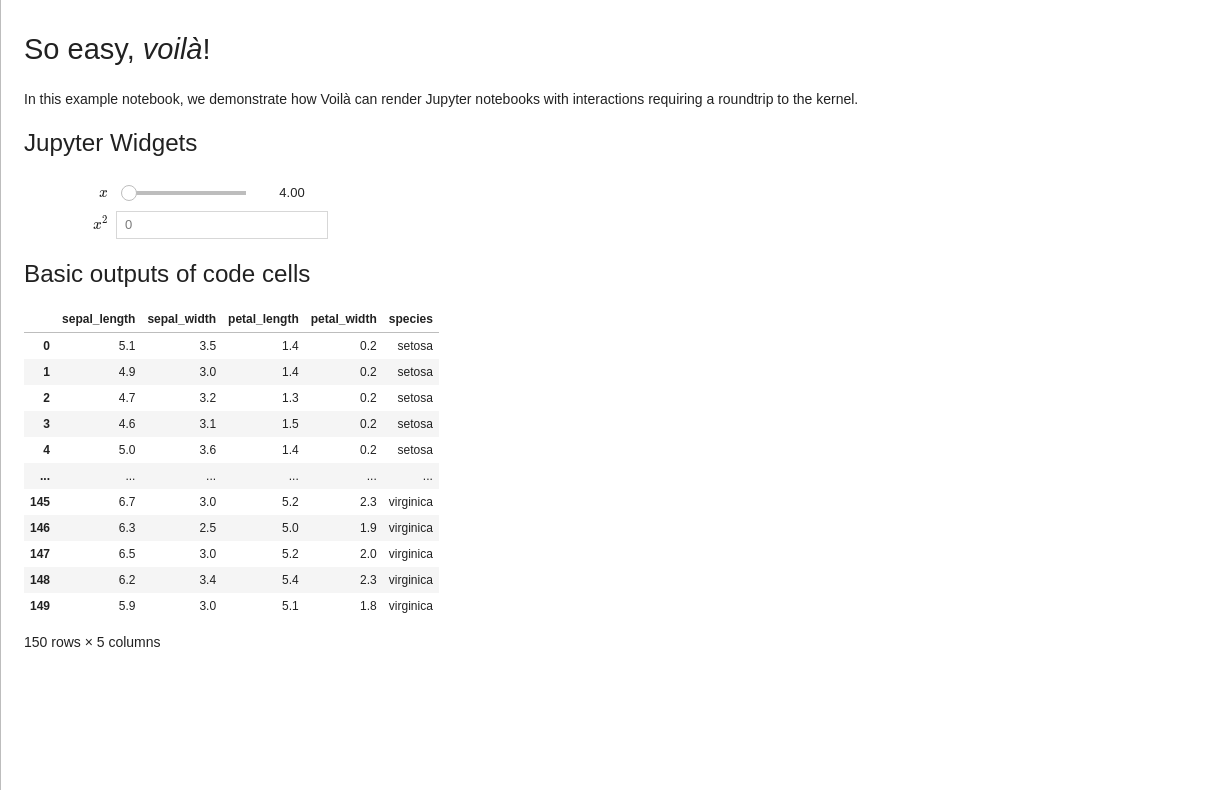 So easy, voilà!
In this example notebook, we demonstrate how Voilà can render Jupyter notebooks with interactions requiring a roundtrip to the kernel.
Jupyter Widgets
x 4.00
x² 0
Basic outputs of code cells
sepal_length sepal_width petal_length petal_width species
0 5.1 3.5 1.4 0.2 setosa
1 4.9 3.0 1.4 0.2 setosa
2 4.7 3.2 1.3 0.2 setosa
3 4.6 3.1 1.5 0.2 setosa
4 5.0 3.6 1.4 0.2 setosa
... ... ... ... ... ...
145 6.7 3.0 5.2 2.3 virginica
146 6.3 2.5 5.0 1.9 virginica
147 6.5 3.0 5.2 2.0 virginica
148 6.2 3.4 5.4 2.3 virginica
149 5.9 3.0 5.1 1.8 virginica
150 rows × 5 columns